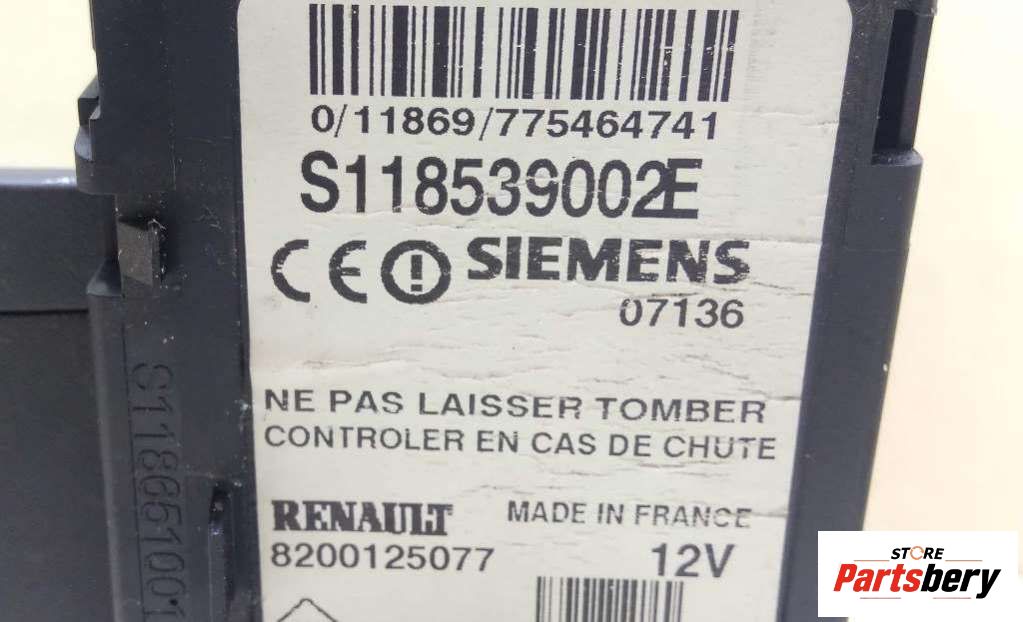 0/11869/775464741
S118539002E
CE SIEMENS
07136
NE PAS LAISSER TOMBER
CONTROLER EN CAS DE CHUTE
RENAULT MADE IN FRANCE
8200125077 12V
S118651001
STORE
Partsbery